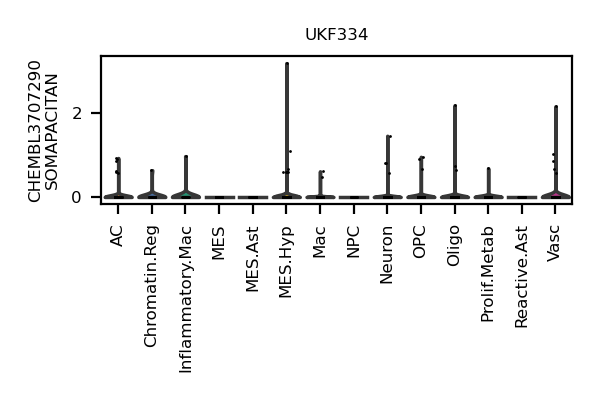 UKF334
CHEMBL3707290
SOMAPACITAN
2
0
AC
Chromatin.Reg
Inflammatory.Mac
MES
MES.Ast
MES.Hyp
Mac
NPC
Neuron
OPC
Oligo
Prolif.Metab
Reactive.Ast
Vasc